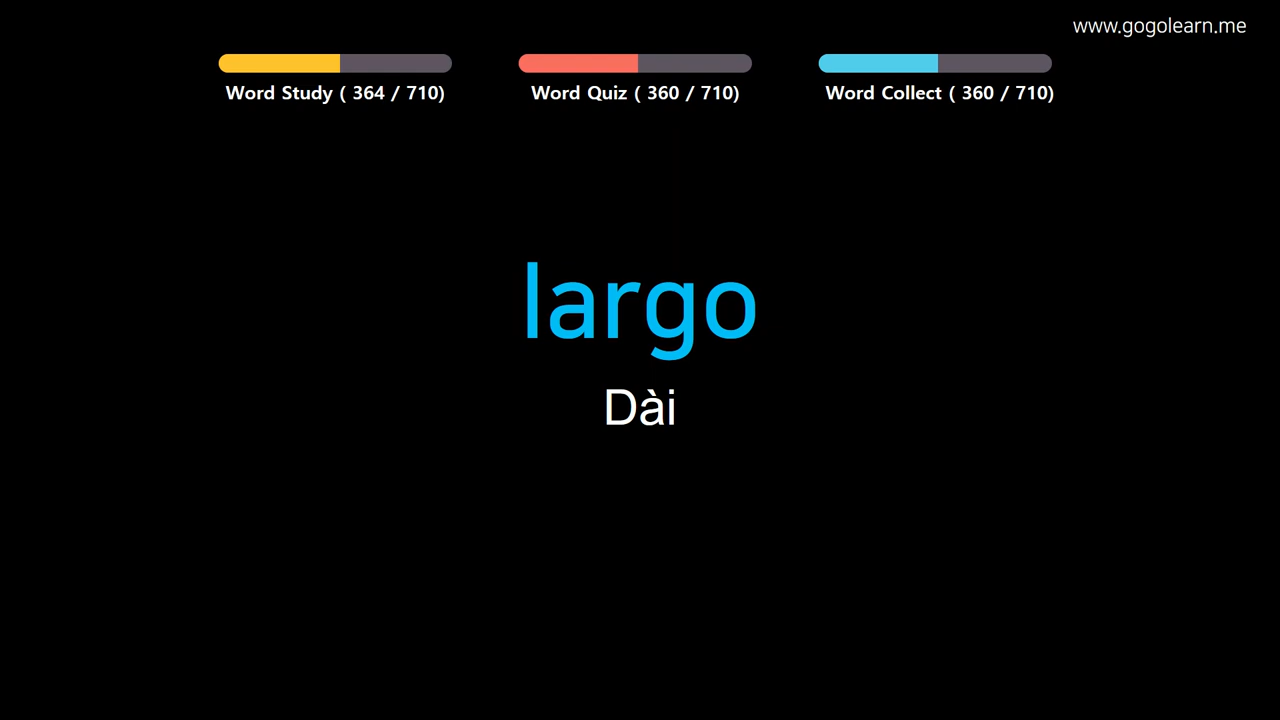 www.gogolearn.me
Word Study ( 364 / 710)
Word Quiz ( 360 / 710)
Word Collect ( 360 / 710)
largo
Dài